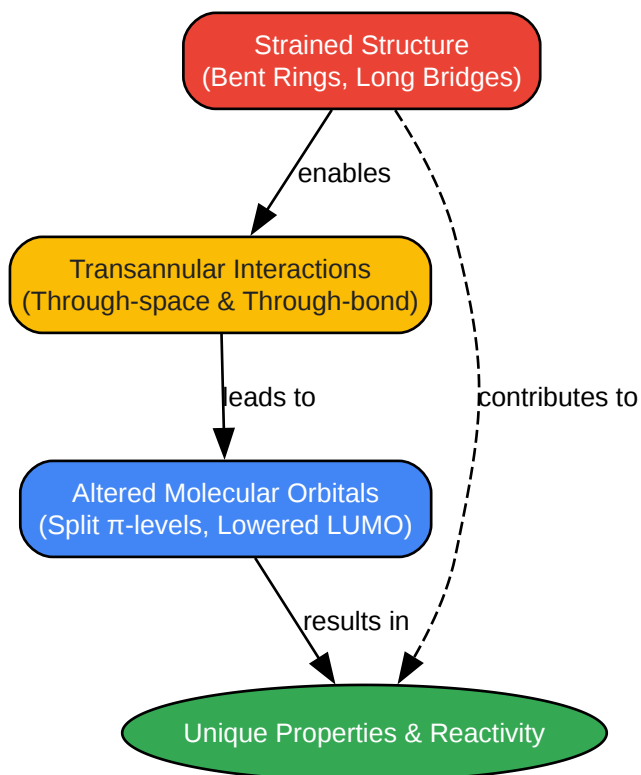 Strained Structure
(Bent Rings, Long Bridges)
enables
Transannular Interactions
(Through-space & Through-bond)
leads to
contributes to
Altered Molecular Orbitals
(Split π-levels, Lowered LUMO)
results in
Unique Properties & Reactivity